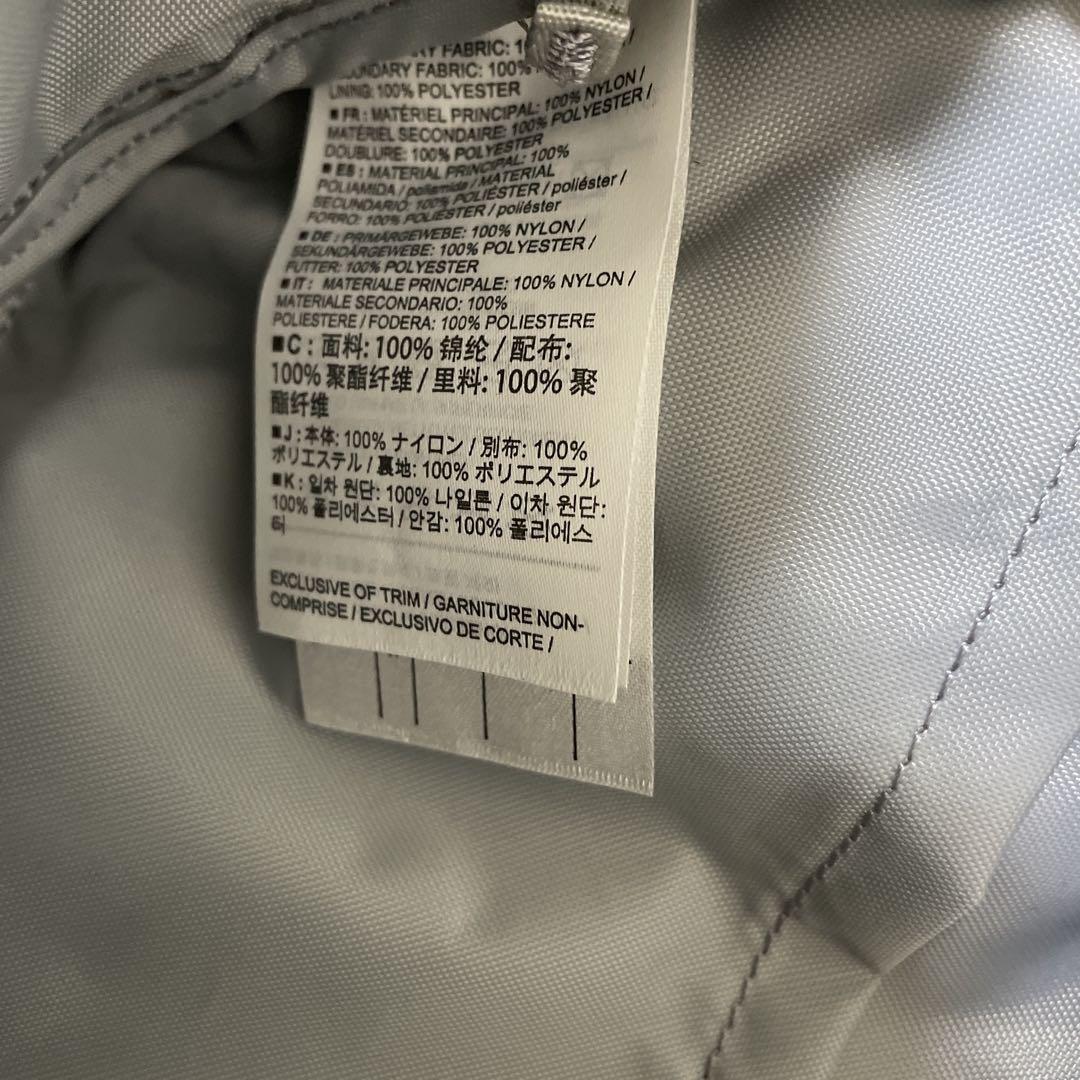 FABRIC:
FABRIC: 100%
LINING: 100% POLYESTER
■ FR : MATÉRIEL PRINCIPAL: 100% NYLON /
MATÉRIEL SECONDAIRE: 100% POLYESTER /
DOUBLURE: 100% POLYESTER
■ ES : MATERIAL PRINCIPAL: 100%
POLIAMIDA / poliamida / MATERIAL
SECUNDARIO: 100% POLIÉSTER / poliéster /
FORRO: 100% POLIÉSTER / poliéster
■ DE : PRIMÄRGEWEBE: 100% NYLON /
SEKUNDÄRGEWEBE: 100% POLYESTER /
FUTTER: 100% POLYESTER
■ IT : MATERIALE PRINCIPALE: 100% NYLON /
MATERIALE SECONDARIO: 100%
POLIESTERE / FODERA: 100% POLIESTERE
■C : 面料: 100% 锦纶 / 配布:
100% 聚酯纤维 / 里料: 100% 聚
酯纤维
■J : 本体: 100% ナイロン / 別布: 100%
ポリエステル / 裏地: 100% ポリエステル
■K : 일차 원단: 100% 나일론 / 이차 원단:
100% 폴리에스터 / 안감: 100% 폴리에스
터
EXCLUSIVE OF TRIM / GARNITURE NON-
COMPRISE / EXCLUSIVO DE CORTE /